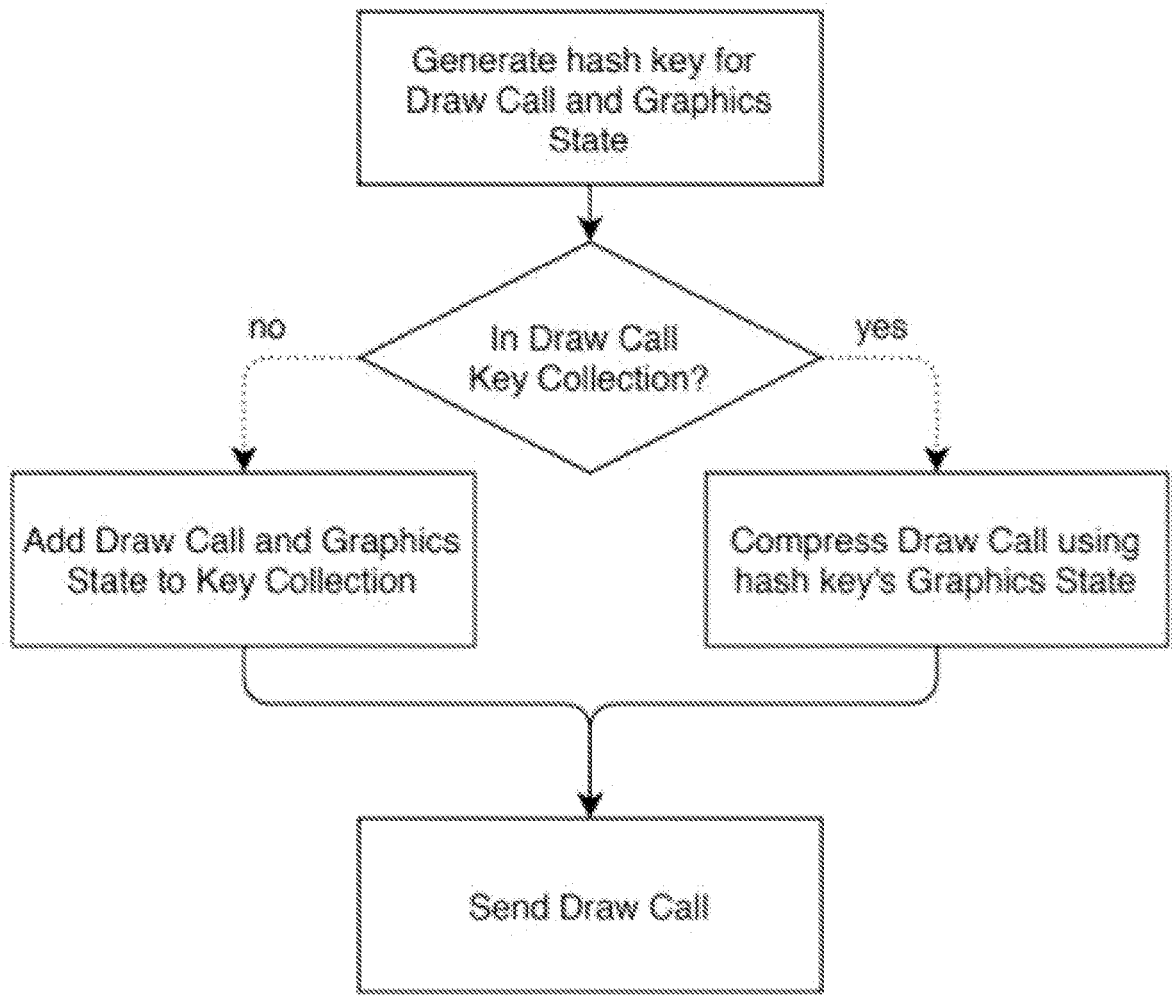 Generate hash key for
Draw Call and Graphics
State
In Draw Call
Key Collection?
no
yes
Add Draw Call and Graphics
State to Key Collection
Compress Draw Call using
hash key's Graphics State
Send Draw Call